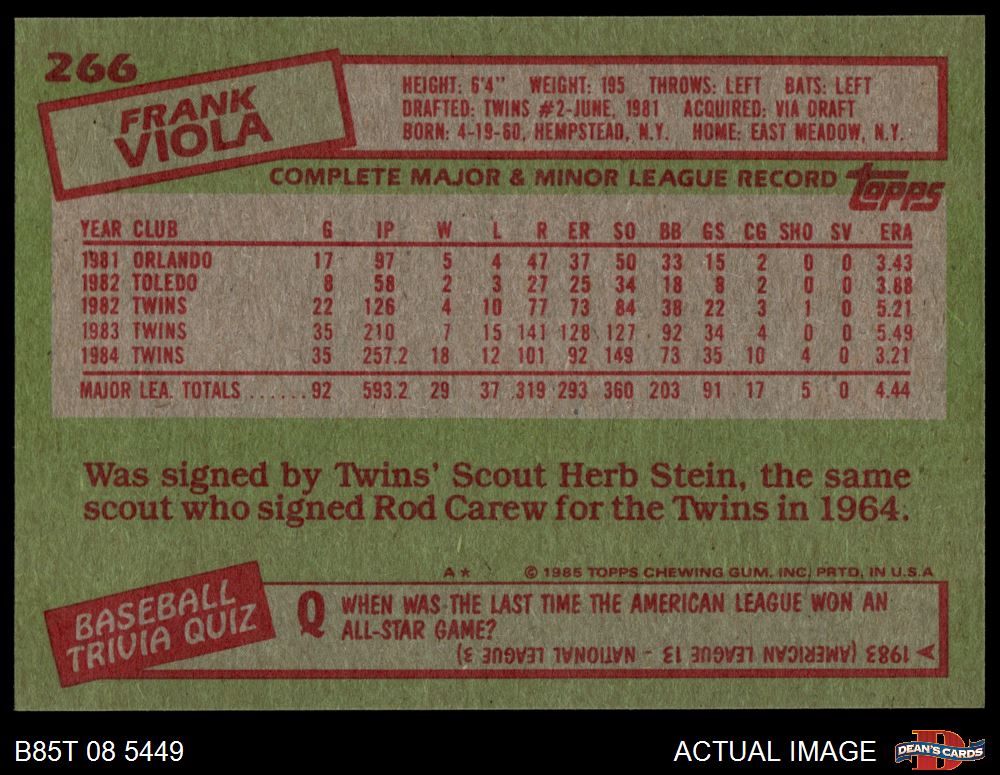 266
FRANK
VIOLA
HEIGHT: 6'4" WEIGHT: 195 THROWS: LEFT BATS: LEFT
DRAFTED: TWINS #2-JUNE, 1981 ACQUIRED: VIA DRAFT
BORN: 4-19-60, HEMPSTEAD, N.Y. HOME: EAST MEADOW, N.Y.
COMPLETE MAJOR & MINOR LEAGUE RECORD topps
YEAR CLUB G IP W L R ER SO BB GS CG SHO SV ERA
1981 ORLANDO 17 97 5 4 47 37 50 33 15 2 0 0 3.43
1982 TOLEDO 8 58 2 3 27 25 34 18 8 2 0 0 3.88
1982 TWINS 22 126 4 10 77 73 84 38 22 3 1 0 5.21
1983 TWINS 35 210 7 15 141 128 127 92 34 4 0 0 5.49
1984 TWINS 35 257.2 18 12 101 92 149 73 35 10 4 0 3.21
MAJOR LEA. TOTALS ......92 593.2 29 37 319 293 360 203 91 17 5 0 4.44
Was signed by Twins' Scout Herb Stein, the same
scout who signed Rod Carew for the Twins in 1964.
A* © 1985 TOPPS CHEWING GUM, INC. PRTD. IN U.S.A
BASEBALL
TRIVIA QUIZ
Q WHEN WAS THE LAST TIME THE AMERICAN LEAGUE WON AN
ALL-STAR GAME?
A 1983 (AMERICAN LEAGUE 13 - NATIONAL LEAGUE 3)
B85T 08 5449
ACTUAL IMAGE
D
DEAN'S CARDS